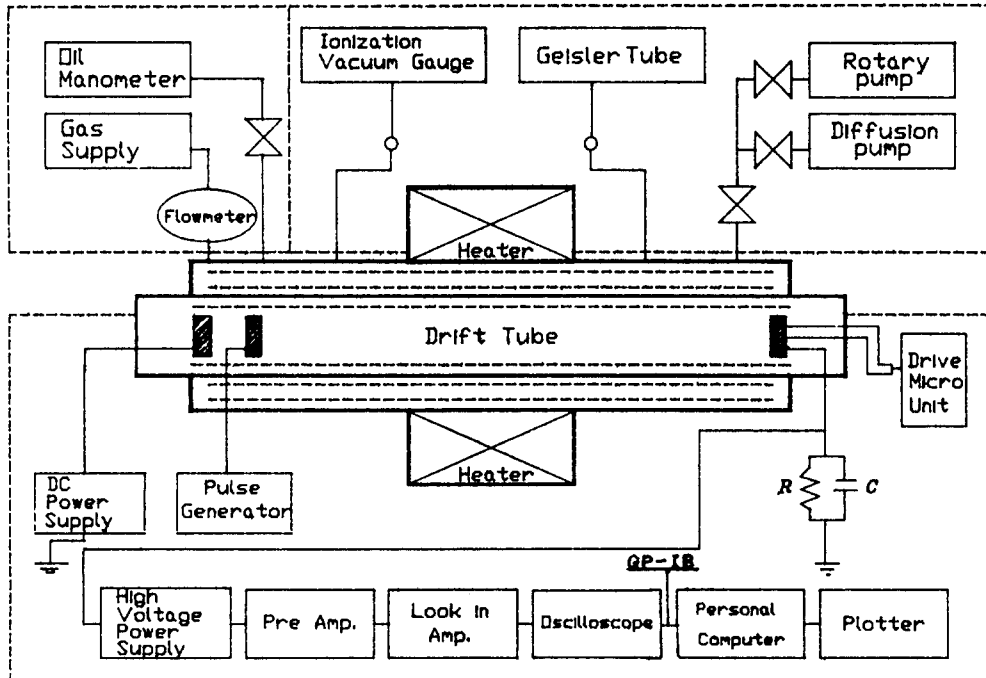 Oil
Manometer
Gas
Supply
Flowmeter
Ionization
Vacuum Gauge
Geisler Tube
Rotary
pump
Diffusion
pump
Heater
Drift Tube
Drive
Micro
Unit
Heater
DC
Power
Supply
Pulse
Generator
R
C
GP-IB
High
Voltage
Power
Supply
Pre Amp.
Look In
Amp.
Oscilloscope
Personal
Computer
Plotter